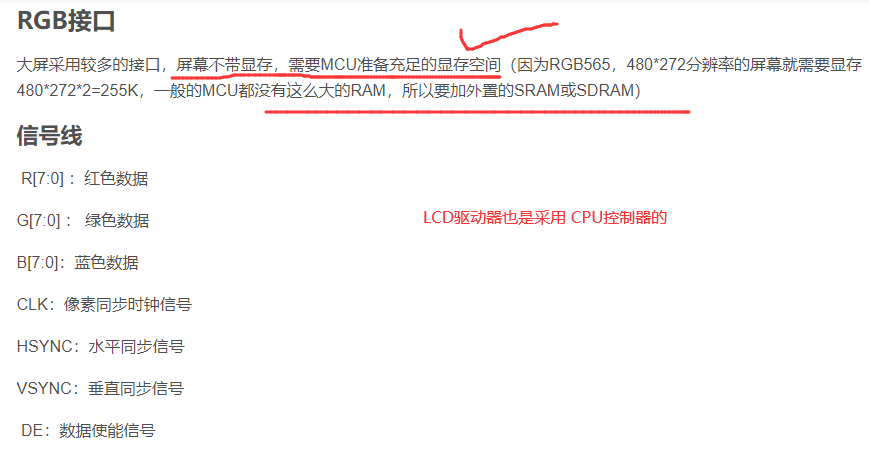 RGB接口
大屏采用较多的接口，屏幕不带显存，需要MCU准备充足的显存空间（因为RGB565，480*272分辨率的屏幕就需要显存
480*272*2=255K，一般的MCU都没有这么大的RAM，所以要加外置的SRAM或SDRAM）
信号线
R[7:0] ：红色数据
G[7:0] ： 绿色数据
LCD驱动器也是采用 CPU控制器的
B[7:0]：蓝色数据
CLK：像素同步时钟信号
HSYNC：水平同步信号
VSYNC：垂直同步信号
DE：数据使能信号